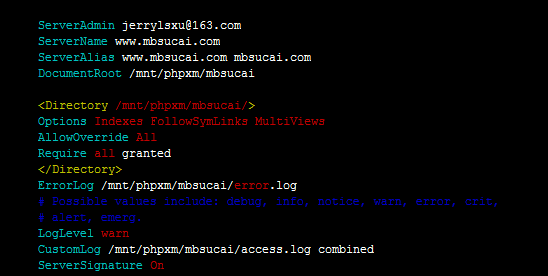 ServerAdmin jerrylsxu@163.com
ServerName www.mbsucai.com
ServerAlias www.mbsucai.com mbsucai.com
DocumentRoot /mnt/phpxm/mbsucai
<Directory /mnt/phpxm/mbsucai/>
Options Indexes FollowSymLinks MultiViews
AllowOverride All
Require all granted
</Directory>
ErrorLog /mnt/phpxm/mbsucai/error.log
# Possible values include: debug, info, notice, warn, error, crit,
# alert, emerg.
LogLevel warn
CustomLog /mnt/phpxm/mbsucai/access.log combined
ServerSignature On